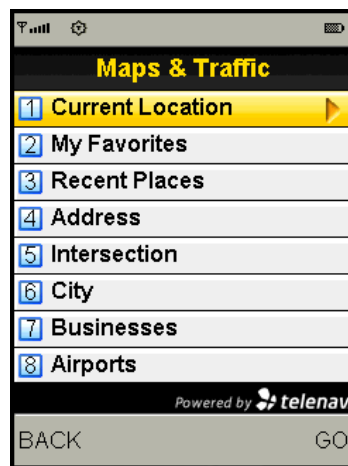 Maps & Traffic
1 Current Location
2 My Favorites
3 Recent Places
4 Address
5 Intersection
6 City
7 Businesses
8 Airports
Powered by telenav
BACK GO